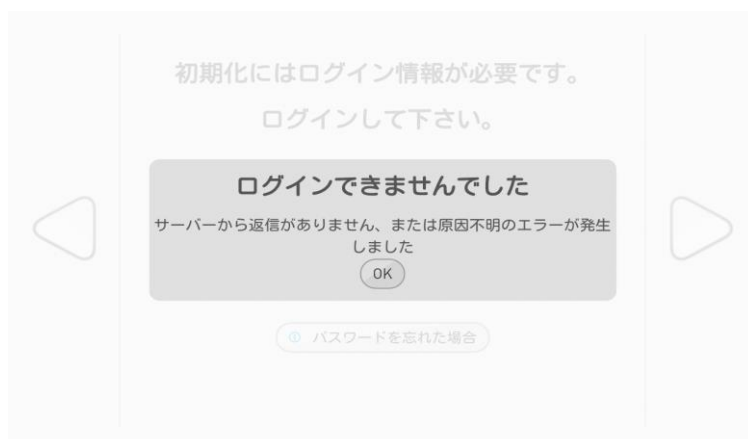 初期化にはログイン情報が必要です。
ログインして下さい。
ログインできませんでした
サーバーから返信がありません、または原因不明のエラーが発生
しました
OK
パスワードを忘れた場合